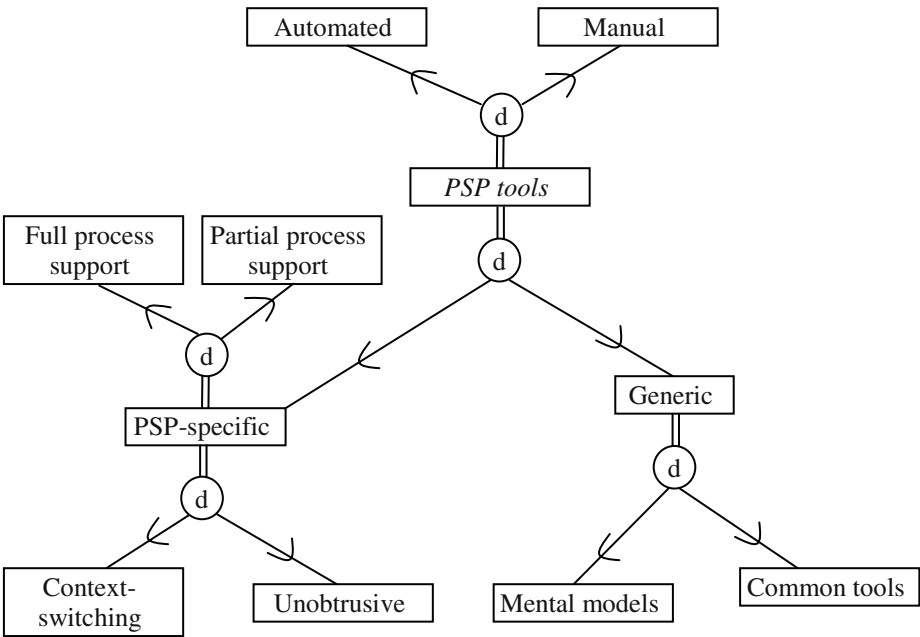 Automated
Manual
d
PSP tools
Full process
support
Partial process
support
d
d
Generic
PSP-specific
d
d
Context-
switching
Unobtrusive
Mental models
Common tools